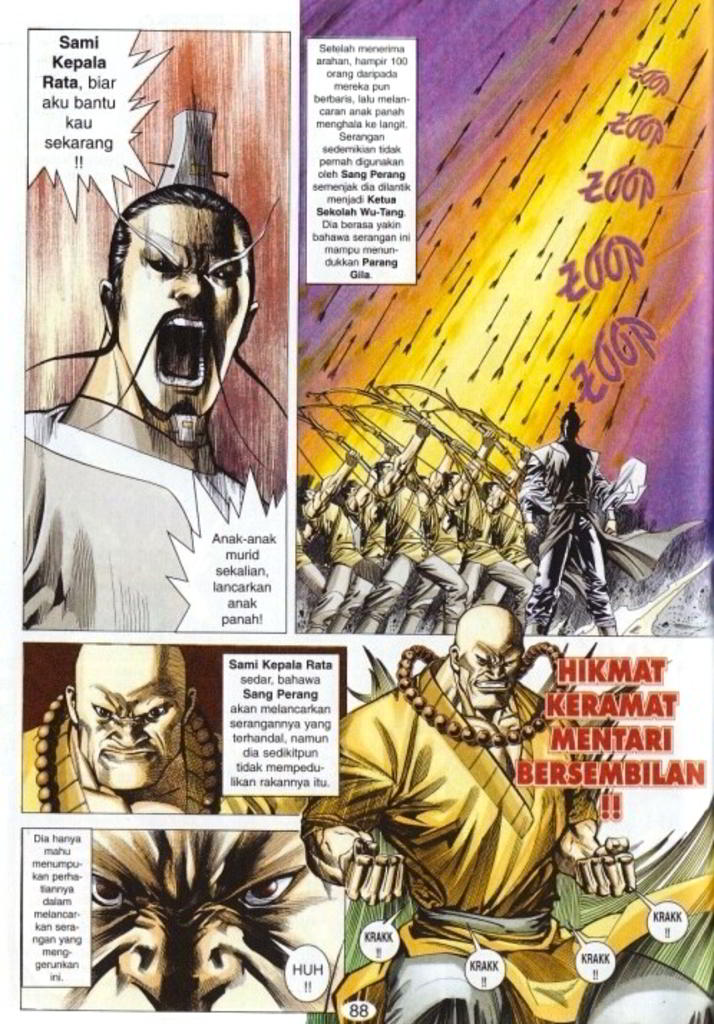 Sami
Kepala
Rata, biar
aku bantu
kau
sekarang
!!
Setelah menerima
arahan, hampir 100
orang daripada
mereka pun
berbaris, lalu melan-
carkan anak panah
menghala ke langit.
Serangan
sedemikian tidak
pernah digunakan
oleh Sang Perang
semenjak dia dilantik
menjadi Ketua
Sekolah Wu-Tang.
Dia berasa yakin
bahawa serangan ini
mampu menun-
dukkan Parang
Gila.
ZOOP
ZOOP
ZOOP
ZOOP
ZOOP
Anak-anak
murid
sekalian,
lancarkan
anak
panah!
Sami Kepala Rata
sedar, bahawa
Sang Perang
akan melancarkan
serangannya yang
terhandal, namun
dia sedikitpun
tidak mempedu-
likan rakannya itu.
HIKMAT
KERAMAT
MENTARI
BERSEMBILAN
!!
Dia hanya
mahu
menumpu-
kan perha-
tiannya
dalam
melancar-
kan sera-
ngan yang
meng-
gerunkan
ini.
HUH
!!
KRAKK
!!
KRAKK
!!
KRAKK
!!
KRAKK
!!
88